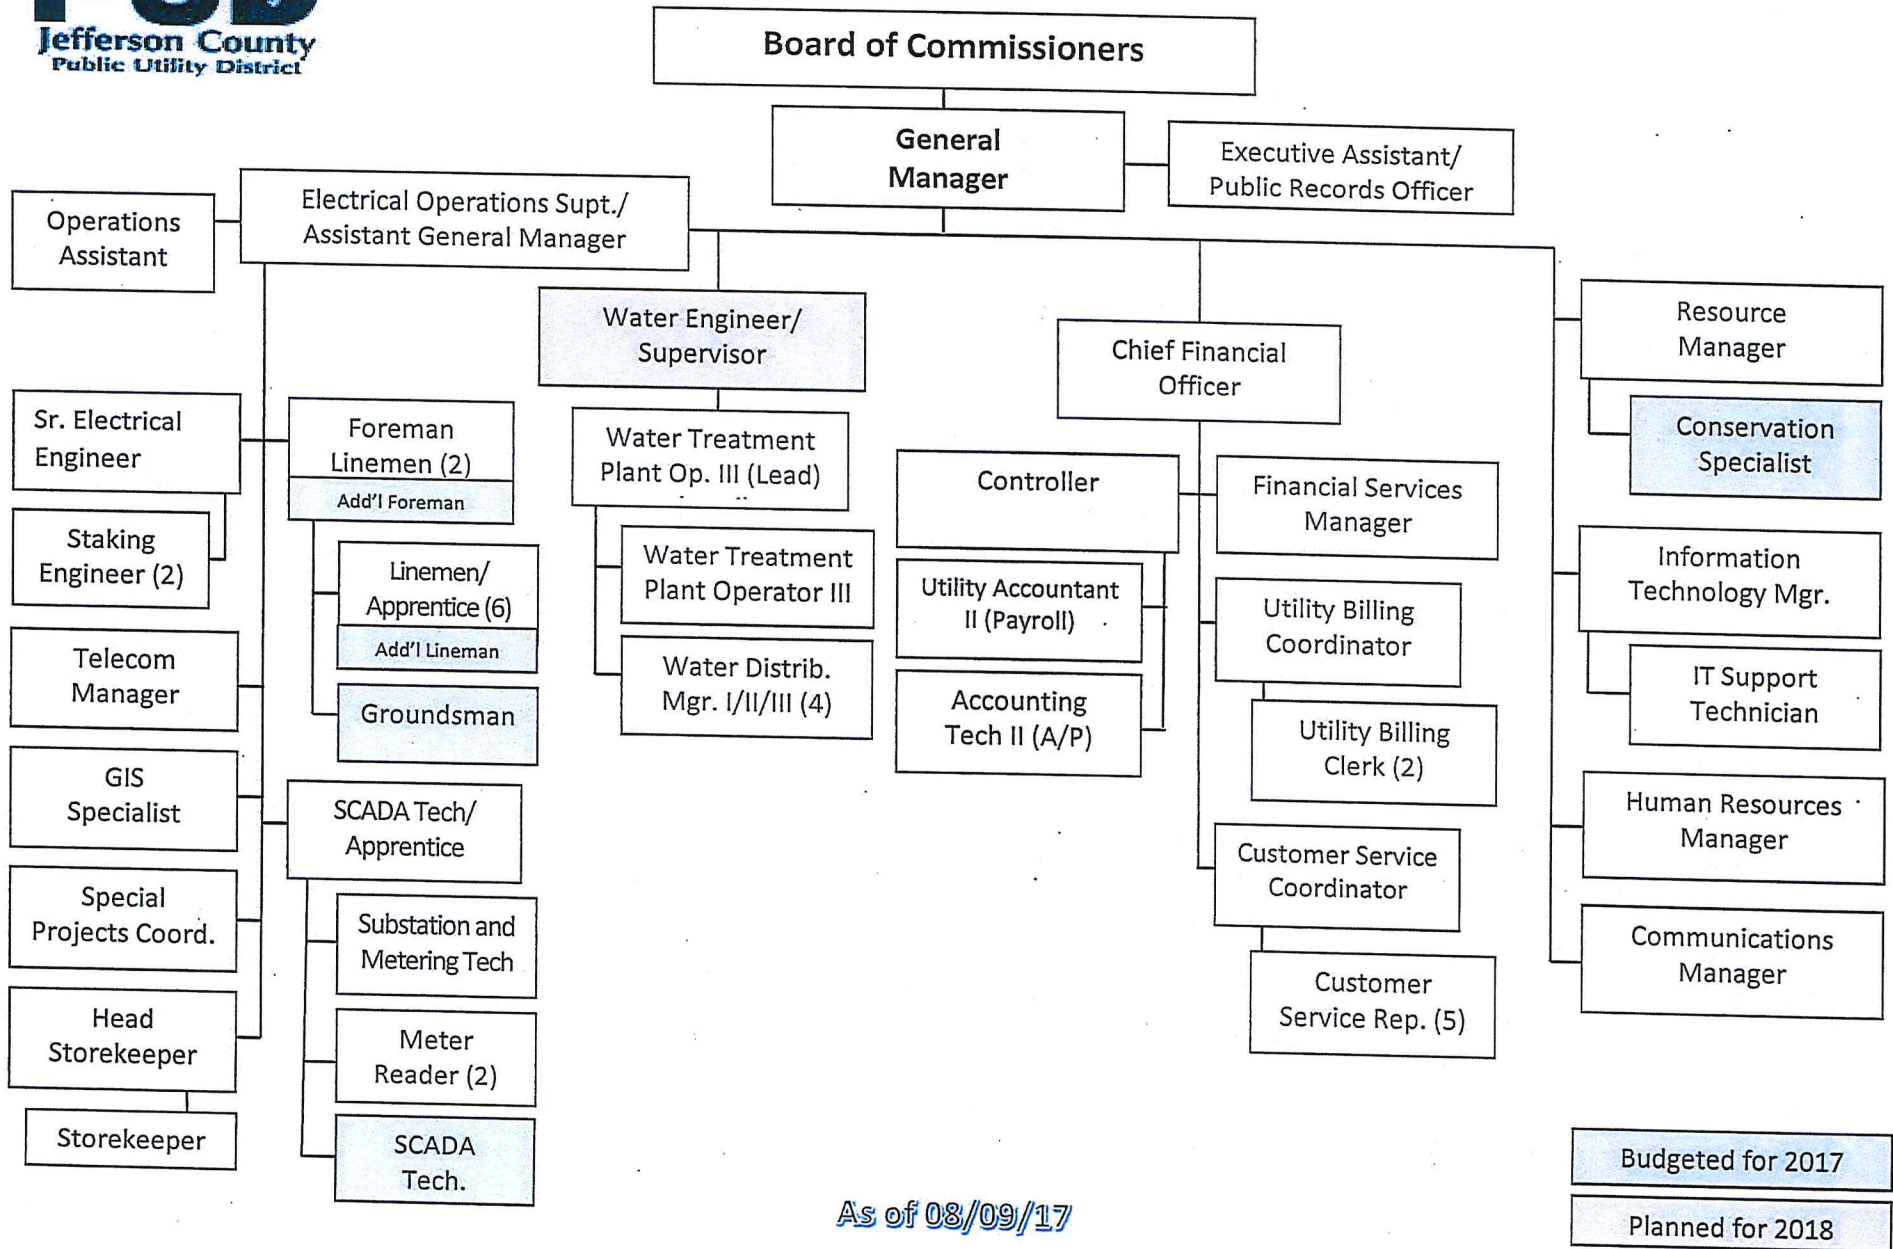 Jefferson County
Public Utility District
Board of Commissioners
General
Manager
Executive Assistant/
Public Records Officer
Operations
Assistant
Electrical Operations Supt./
Assistant General Manager
Water Engineer/
Supervisor
Chief Financial
Officer
Resource
Manager
Conservation
Specialist
Sr. Electrical
Engineer
Staking
Engineer (2)
Foreman
Linemen (2)
Add'l Foreman
Linemen/
Apprentice (6)
Add'l Lineman
Groundsman
Water Treatment
Plant Op. III (Lead)
Water Treatment
Plant Operator III
Water Distrib.
Mgr. I/II/III (4)
Controller
Utility Accountant
II (Payroll)
Accounting
Tech II (A/P)
Financial Services
Manager
Utility Billing
Coordinator
Utility Billing
Clerk (2)
Customer Service
Coordinator
Customer
Service Rep. (5)
Information
Technology Mgr.
IT Support
Technician
Human Resources
Manager
Communications
Manager
Telecom
Manager
GIS
Specialist
Special
Projects Coord.
Head
Storekeeper
Storekeeper
SCADA Tech/
Apprentice
Substation and
Metering Tech
Meter
Reader (2)
SCADA
Tech.
As of 08/09/17
Budgeted for 2017
Planned for 2018